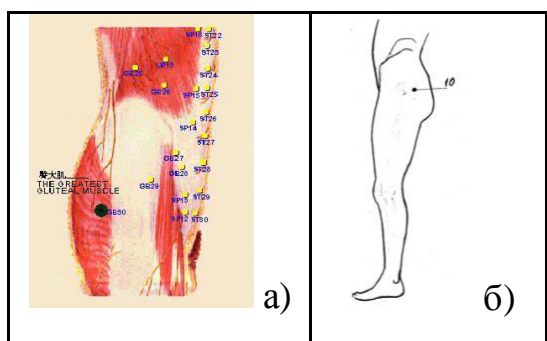 SP16 ST22
ST23
LR13
GB25
ST24
GB26
SP15 ST25
ST26
SP14
ST27
GB27
GB28
ST28
臀大肌
THE GREATEST
GLUTEAL MUSCLE
GB29
SP13
ST29
SP12
ST30
GB30
а)
10
б)